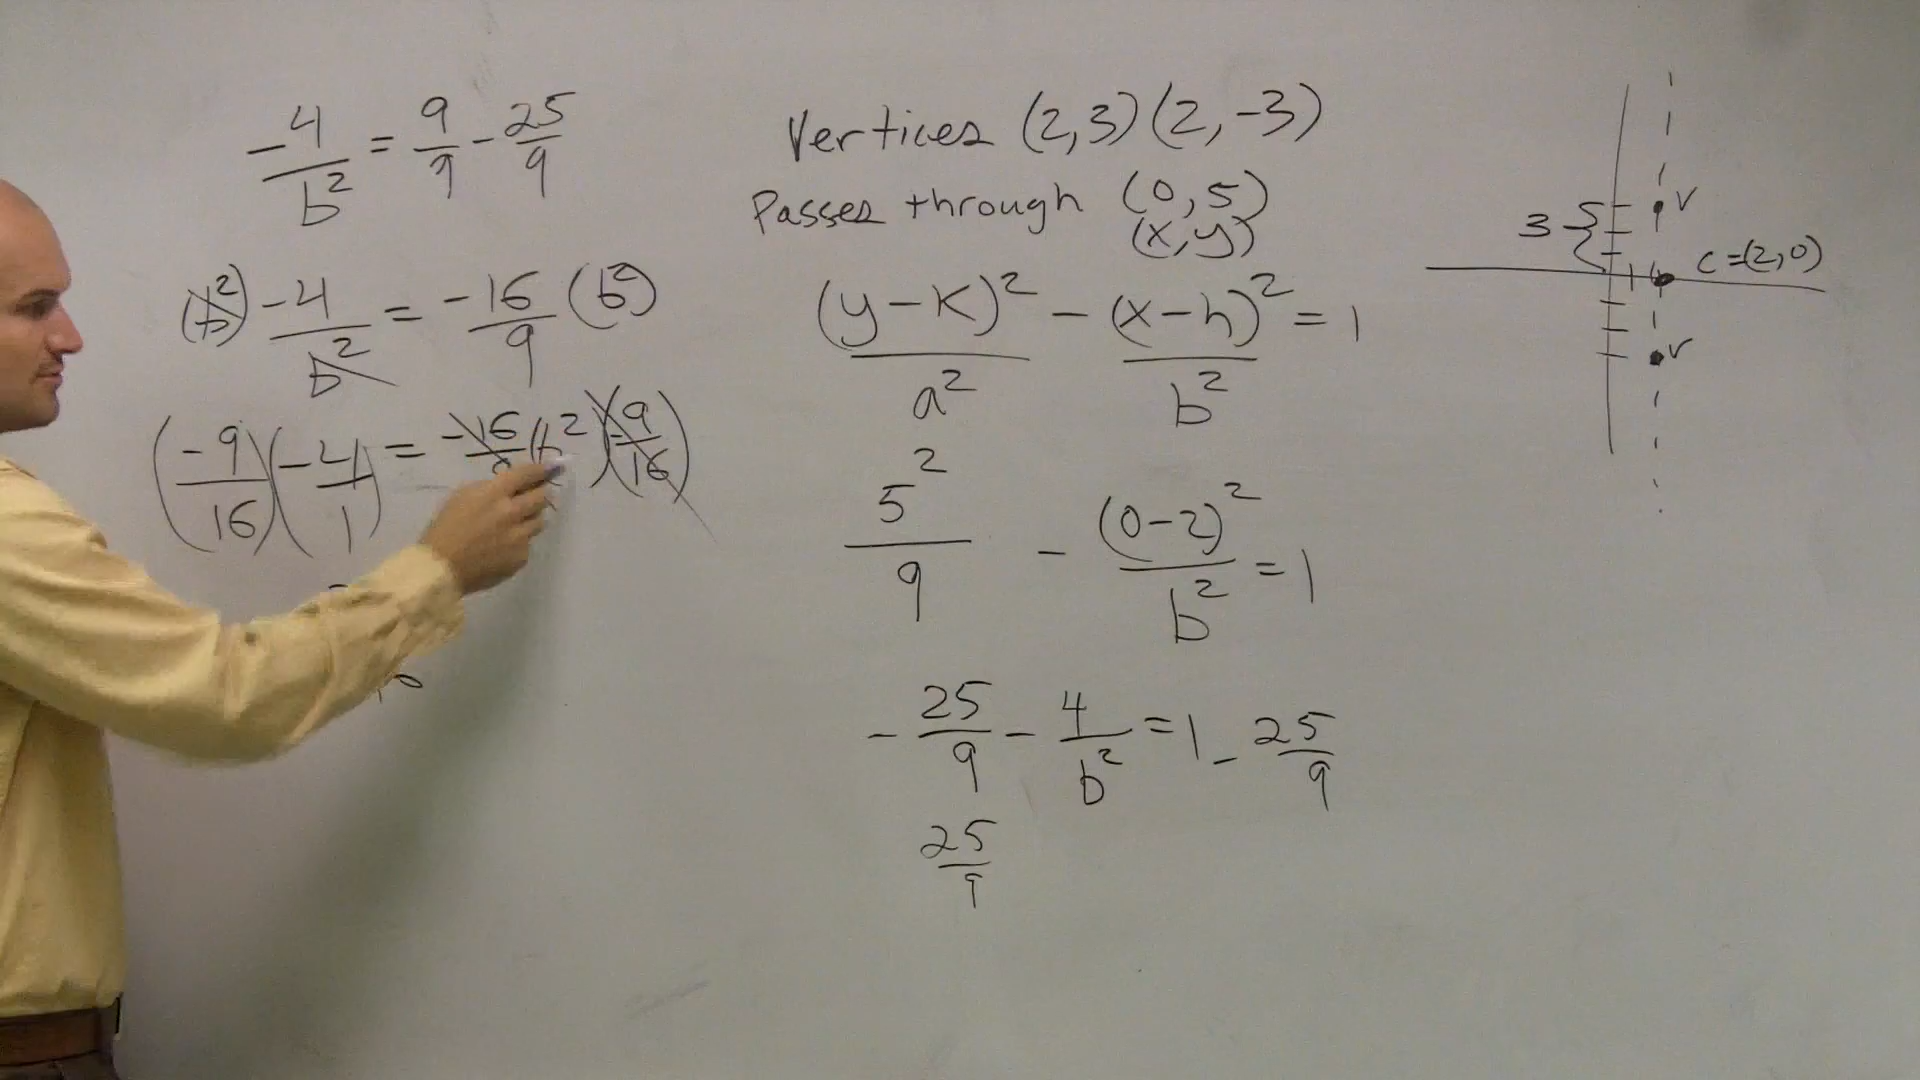 -4/b² = 9/9 - 25/9
(b²) -4/b² = -16/9 (b²)
(-9/16)(-4/1) = -16/9 (b²)(-9/16)
Vertices (2,3)(2,-3)
Passes through (0,5)
(x,y)
(y-k)²/a² - (x-h)²/b² = 1
5²/9 - (0-2)²/b² = 1
- 25/9 - 4/b² = 1 - 25/9
25/9
v
3
c=(2,0)
v